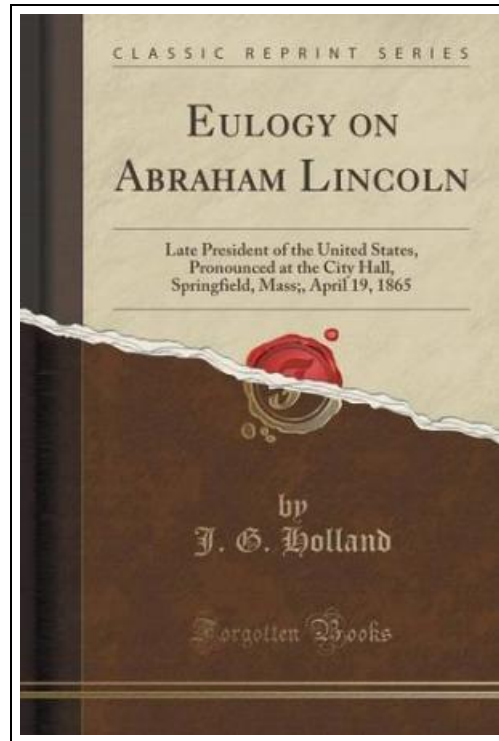 CLASSIC REPRINT SERIES
EULOGY ON
ABRAHAM LINCOLN
Late President of the United States,
Pronounced at the City Hall,
Springfield, Mass;, April 19, 1865
by
J. G. Holland
Forgotten Books